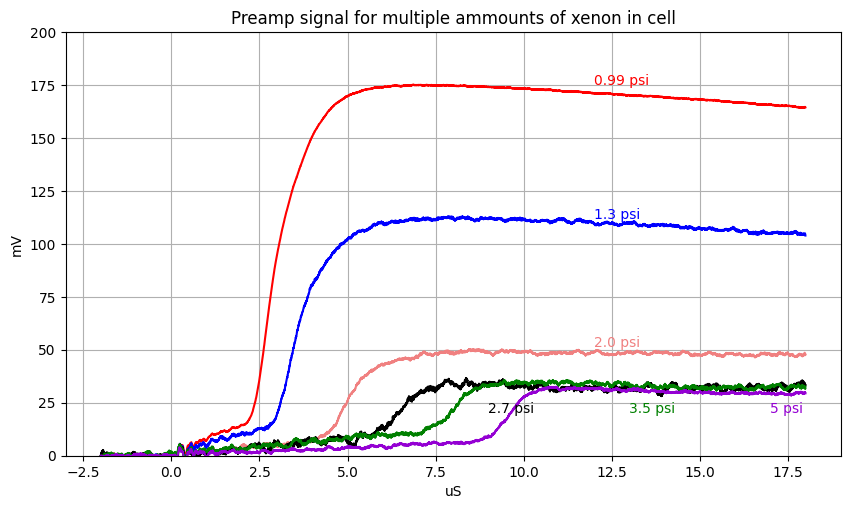 Preamp signal for multiple ammounts of xenon in cell
200
175
150
125
100
75
50
25
0
mV
0.99 psi
1.3 psi
2.0 psi
2.7 psi
3.5 psi
5 psi
−2.5 0.0 2.5 5.0 7.5 10.0 12.5 15.0 17.5
uS